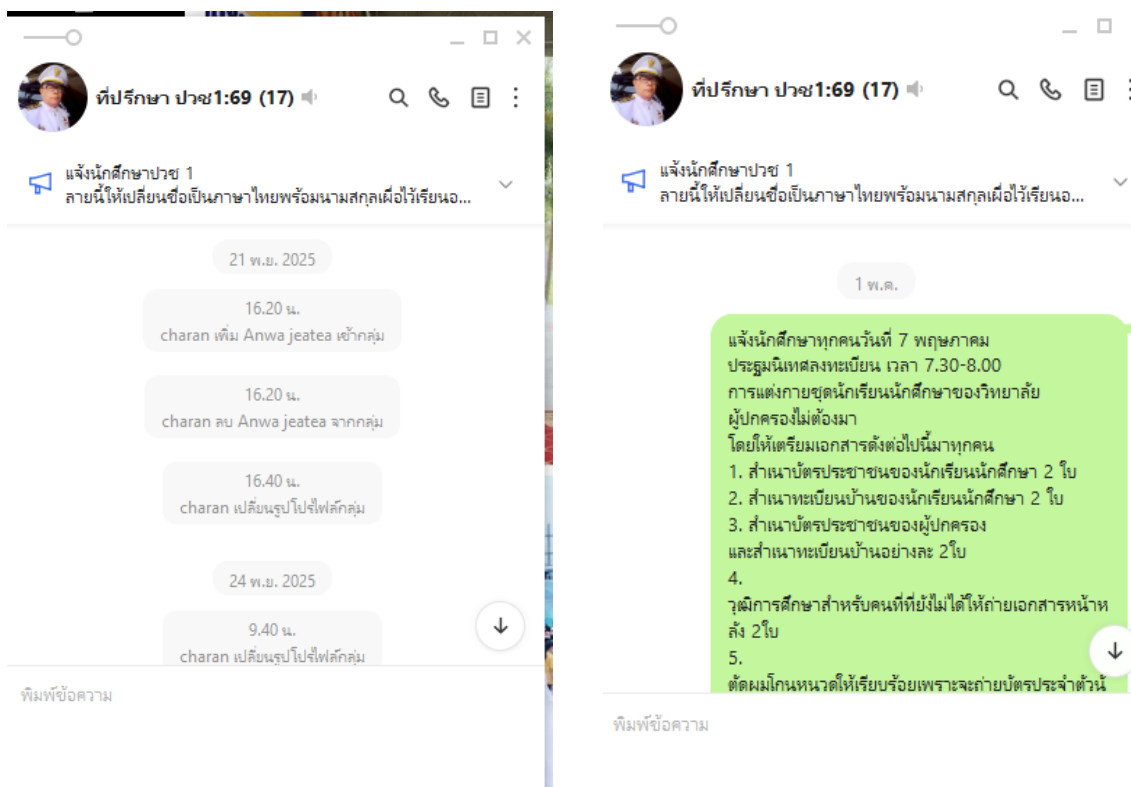 ที่ปรึกษา ปวช1:69 (17)
แจ้งนักศึกษาปวช 1
ลายนี้ให้เปลี่ยนชื่อเป็นภาษาไทยพร้อมนามสกุลเผื่อไว้เรียนอ...
21 พ.ย. 2025
16.20 น.
charan เพิ่ม Anwa jeatea เข้ากลุ่ม
16.20 น.
charan ลบ Anwa jeatea จากกลุ่ม
16.40 น.
charan เปลี่ยนรูปโปรไฟล์กลุ่ม
24 พ.ย. 2025
9.40 น.
charan เปลี่ยนรูปโปรไฟล์กลุ่ม
พิมพ์ข้อความ
ที่ปรึกษา ปวช1:69 (17)
แจ้งนักศึกษาปวช 1
ลายนี้ให้เปลี่ยนชื่อเป็นภาษาไทยพร้อมนามสกุลเผื่อไว้เรียนอ...
1 พ.ค.
แจ้งนักศึกษาทุกคนวันที่ 7 พฤษภาคม
ประฐมนิเทศลงทะเบียน เวลา 7.30-8.00
การแต่งกายชุดนักเรียนนักศึกษาของวิทยาลัย
ผู้ปกครองไม่ต้องมา
โดยให้เตรียมเอกสารดังต่อไปนี้มาทุกคน
1. สำเนาบัตรประชาชนของนักเรียนนักศึกษา 2 ใบ
2. สำเนาทะเบียนบ้านของนักเรียนนักศึกษา 2 ใบ
3. สำเนาบัตรประชาชนของผู้ปกครอง
และสำเนาทะเบียนบ้านอย่างละ 2ใบ
4.
วุฒิการศึกษาสำหรับคนที่ที่ยังไม่ได้ให้ถ่ายเอกสารหน้าห
ลัง 2ใบ
5.
ตัดผมโกนหนวดให้เรียบร้อยเพราะจะถ่ายบัตรประจำตัวนั
พิมพ์ข้อความ